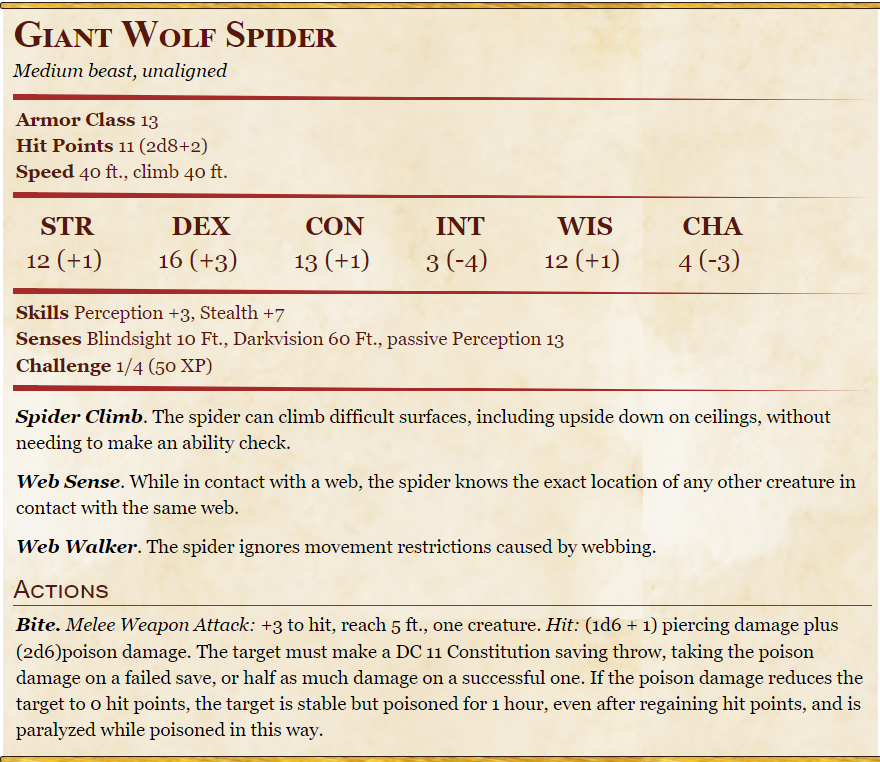 Giant Wolf Spider
Medium beast, unaligned
Armor Class 13
Hit Points 11 (2d8+2)
Speed 40 ft., climb 40 ft.
STR DEX CON INT WIS CHA
12 (+1) 16 (+3) 13 (+1) 3 (-4) 12 (+1) 4 (-3)
Skills Perception +3, Stealth +7
Senses Blindsight 10 Ft., Darkvision 60 Ft., passive Perception 13
Challenge 1/4 (50 XP)
Spider Climb. The spider can climb difficult surfaces, including upside down on ceilings, without
needing to make an ability check.
Web Sense. While in contact with a web, the spider knows the exact location of any other creature in
contact with the same web.
Web Walker. The spider ignores movement restrictions caused by webbing.
Actions
Bite. Melee Weapon Attack: +3 to hit, reach 5 ft., one creature. Hit: (1d6 + 1) piercing damage plus
(2d6)poison damage. The target must make a DC 11 Constitution saving throw, taking the poison
damage on a failed save, or half as much damage on a successful one. If the poison damage reduces the
target to 0 hit points, the target is stable but poisoned for 1 hour, even after regaining hit points, and is
paralyzed while poisoned in this way.